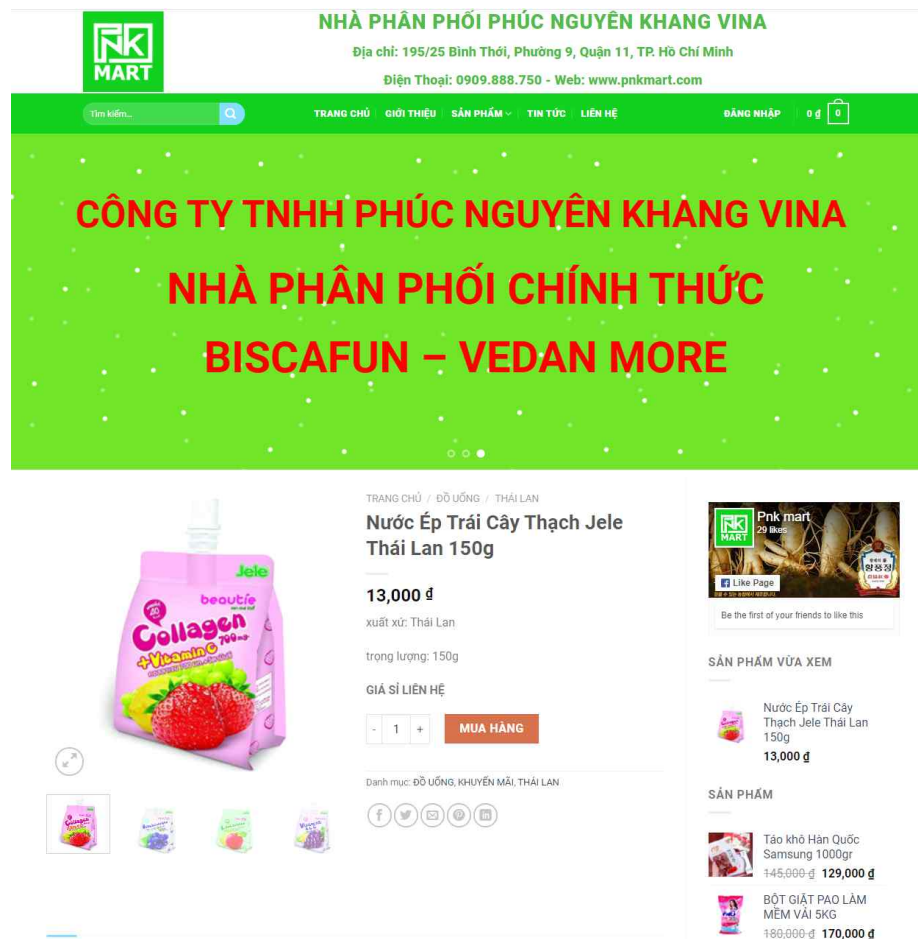 NK
MART
NHÀ PHÂN PHỐI PHÚC NGUYÊN KHANG VINA
Địa chỉ: 195/25 Bình Thới, Phường 9, Quận 11, TP. Hồ Chí Minh
Điện Thoại: 0909.888.750 - Web: www.pnkmart.com
Tìm kiếm...
TRANG CHỦ GIỚI THIỆU SẢN PHẨM TIN TỨC LIÊN HỆ
ĐĂNG NHẬP 0 ₫ 0
CÔNG TY TNHH PHÚC NGUYÊN KHANG VINA
NHÀ PHÂN PHỐI CHÍNH THỨC
BISCAFUN – VEDAN MORE
Jele
beautie
Collagen
700mg
+Vitamin C
TRANG CHỦ / ĐỒ UỐNG / THÁI LAN
Nước Ép Trái Cây Thạch Jele
Thái Lan 150g
13,000 ₫
xuất xứ: Thái Lan
trọng lượng: 150g
GIÁ SỈ LIÊN HỆ
- 1 + MUA HÀNG
Danh mục: ĐỒ UỐNG, KHUYẾN MÃI, THÁI LAN
Pnk mart
29 likes
NK
MART
Like Page
Be the first of your friends to like this
SẢN PHẨM VỪA XEM
Nước Ép Trái Cây
Thạch Jele Thái Lan
150g
13,000 ₫
SẢN PHẨM
Táo khô Hàn Quốc
Samsung 1000gr
145,000 ₫ 129,000 ₫
BỘT GIẶT PAO LÀM
MỀM VẢI 5KG
180,000 ₫ 170,000 ₫